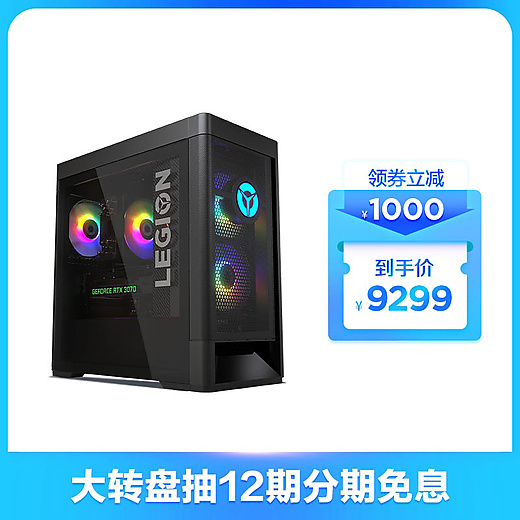 LEGION
GEFORCE RTX 3070
领券立减
¥1000
到手价
¥9299
大转盘抽12期分期免息